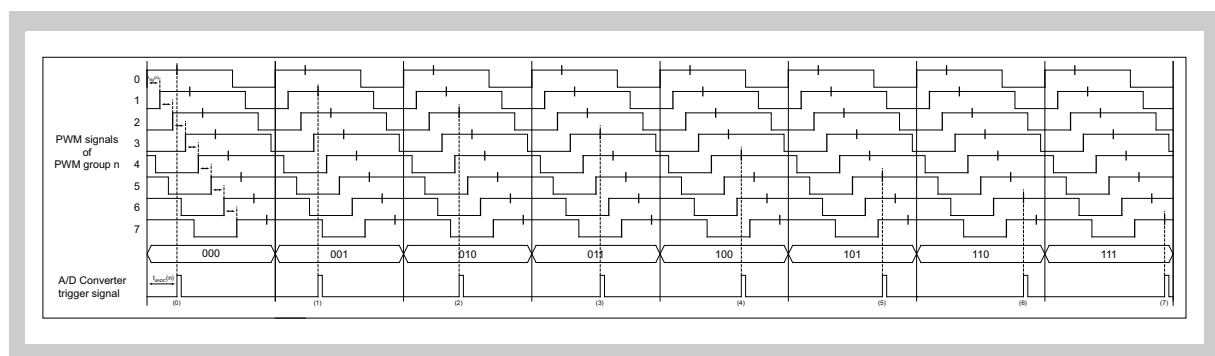 0
1
2
PWM signals
of
PWM group n
3
4
5
6
7
000 001 010 011 100 101 110 111
A/D Converter
trigger signal
(0) (1) (2) (3) (4) (5) (6) (7)